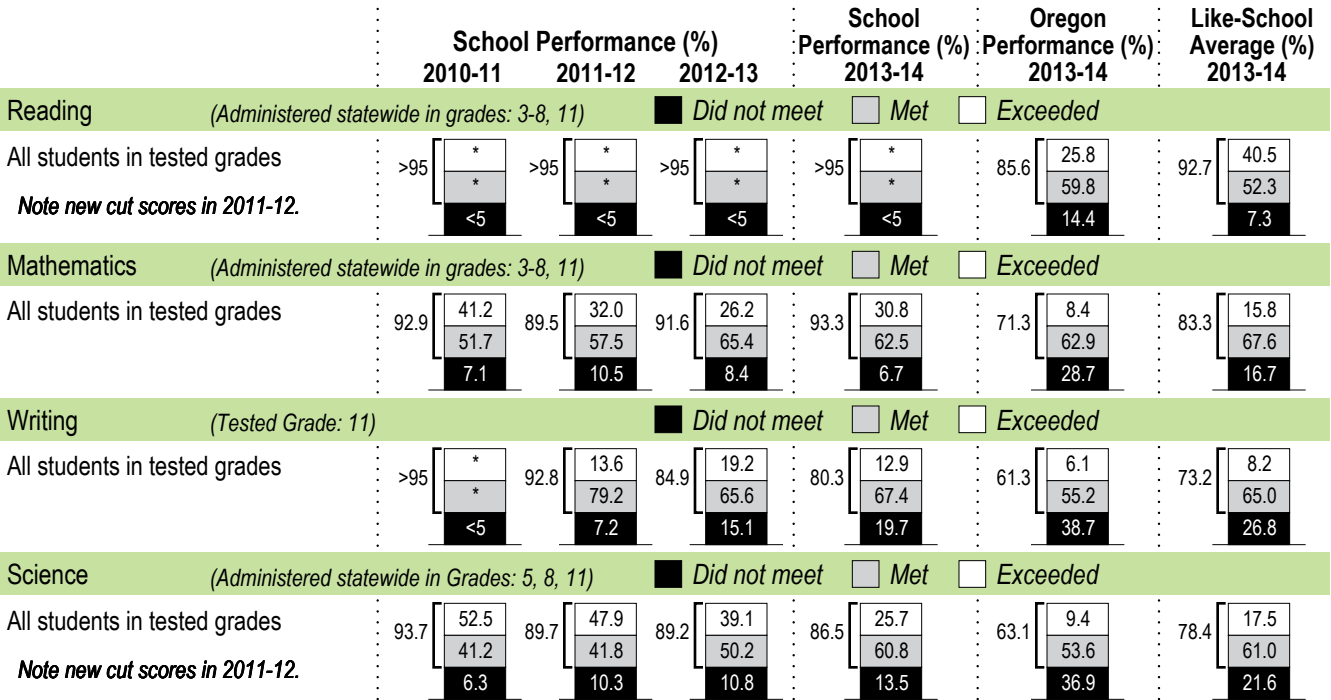 School Performance (%)
School Performance (%)
Oregon Performance (%)
Like-School Average (%)
2010-11 2011-12 2012-13 2013-14 2013-14 2013-14
Reading (Administered statewide in grades: 3-8, 11) Did not meet Met Exceeded
All students in tested grades
Note new cut scores in 2011-12.
>95 * >95 * >95 * >95 * 85.6 25.8 92.7 40.5
* * * * 59.8 52.3
<5 <5 <5 <5 14.4 7.3
Mathematics (Administered statewide in grades: 3-8, 11) Did not meet Met Exceeded
All students in tested grades
92.9 41.2 89.5 32.0 91.6 26.2 93.3 30.8 71.3 8.4 83.3 15.8
51.7 57.5 65.4 62.5 62.9 67.6
7.1 10.5 8.4 6.7 28.7 16.7
Writing (Tested Grade: 11) Did not meet Met Exceeded
All students in tested grades
>95 * 92.8 13.6 84.9 19.2 80.3 12.9 61.3 6.1 73.2 8.2
* 79.2 65.6 67.4 55.2 65.0
<5 7.2 15.1 19.7 38.7 26.8
Science (Administered statewide in Grades: 5, 8, 11) Did not meet Met Exceeded
All students in tested grades
Note new cut scores in 2011-12.
93.7 52.5 89.7 47.9 89.2 39.1 86.5 25.7 63.1 9.4 78.4 17.5
41.2 41.8 50.2 60.8 53.6 61.0
6.3 10.3 10.8 13.5 36.9 21.6